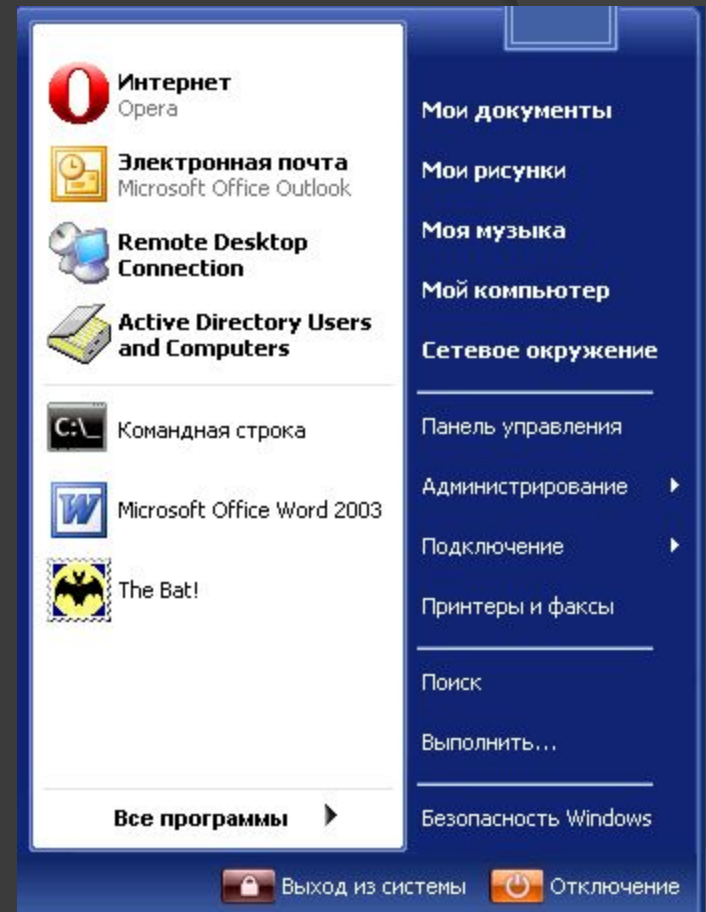 Интернет
Opera
Электронная почта
Microsoft Office Outlook
Remote Desktop
Connection
Active Directory Users
and Computers
C:\_
Командная строка
W
Microsoft Office Word 2003
The Bat!
Все программы
Мои документы
Мои рисунки
Моя музыка
Мой компьютер
Сетевое окружение
Панель управления
Администрирование
Подключение
Принтеры и факсы
Поиск
Выполнить...
Безопасность Windows
Выход из системы
Отключение